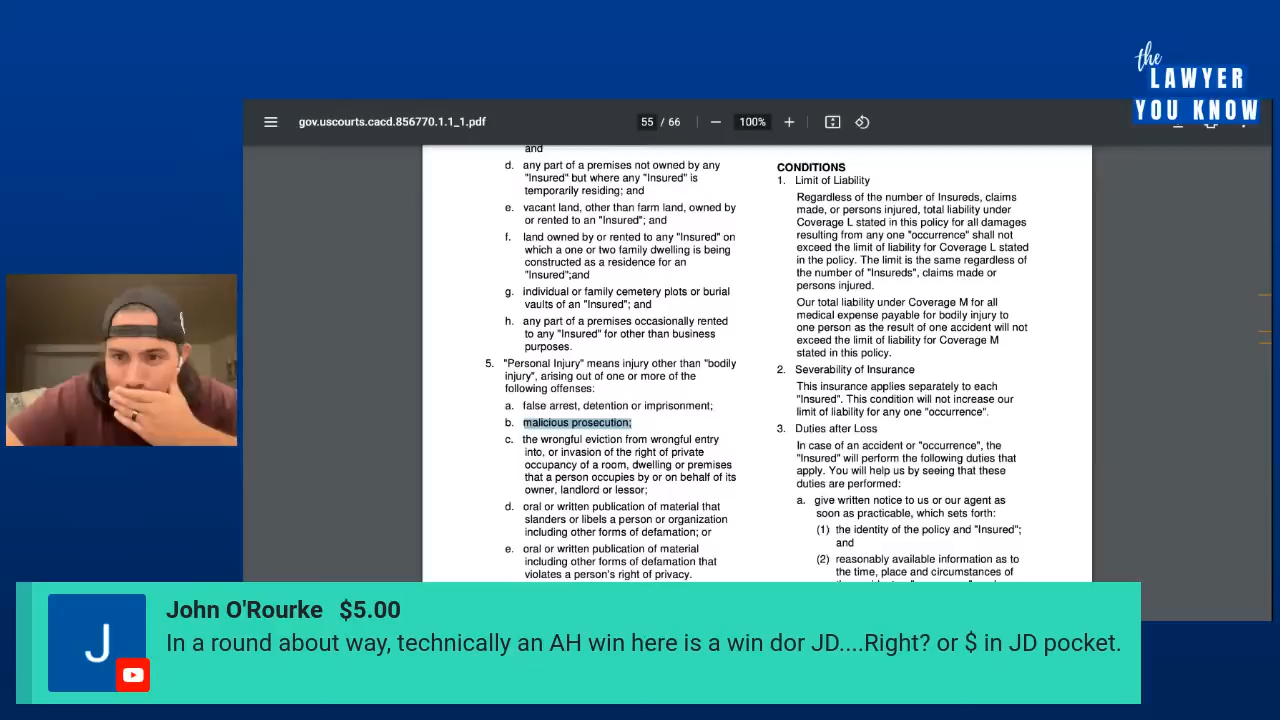 the
LAWYER
YOU KNOW
gov.uscourts.cacd.856770.1.1_1.pdf
55 / 66
100%
and
d. any part of a premises not owned by any
"Insured" but where any "Insured" is
temporarily residing; and
e. vacant land, other than farm land, owned by
or rented to an "Insured"; and
f. land owned by or rented to any "Insured" on
which a one or two family dwelling is being
constructed as a residence for an
"Insured";and
g. individual or family cemetery plots or burial
vaults of an "Insured"; and
h. any part of a premises occasionally rented
to any "Insured" for other than business
purposes.
5. "Personal Injury" means injury other than "bodily
injury", arising out of one or more of the
following offenses:
a. false arrest, detention or imprisonment;
b. malicious prosecution;
c. the wrongful eviction from wrongful entry
into, or invasion of the right of private
occupancy of a room, dwelling or premises
that a person occupies by or on behalf of its
owner, landlord or lessor;
d. oral or written publication of material that
slanders or libels a person or organization
including other forms of defamation; or
e. oral or written publication of material
including other forms of defamation that
violates a person's right of privacy.
CONDITIONS
1. Limit of Liability
Regardless of the number of Insureds, claims
made, or persons injured, total liability under
Coverage L stated in this policy for all damages
resulting from any one "occurrence" shall not
exceed the limit of liability for Coverage L stated
in the policy. The limit is the same regardless of
the number of "Insureds", claims made or
persons injured.
Our total liability under Coverage M for all
medical expense payable for bodily injury to
one person as the result of one accident will not
exceed the limit of liability for Coverage M
stated in this policy.
2. Severability of Insurance
This insurance applies separately to each
"Insured". This condition will not increase our
limit of liability for any one "occurrence".
3. Duties after Loss
In case of an accident or "occurrence", the
"Insured" will perform the following duties that
apply. You will help us by seeing that these
duties are performed:
a. give written notice to us or our agent as
soon as practicable, which sets forth:
(1) the identity of the policy and "Insured";
and
(2) reasonably available information as to
the time, place and circumstances of
J
John O'Rourke $5.00
In a round about way, technically an AH win here is a win dor JD....Right? or $ in JD pocket.